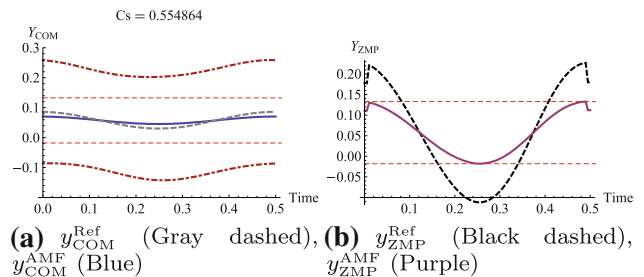 Cs = 0.554864
Y_COM
0.3
0.2
0.1
0.0
−0.1
0.0 0.1 0.2 0.3 0.4 0.5
Time
Y_ZMP
0.20
0.15
0.10
0.05
0.00
−0.05
0.1 0.2 0.3 0.4 0.5
Time
(a) y_COM^Ref (Gray dashed),
y_COM^AMF (Blue)
(b) y_ZMP^Ref (Black dashed),
y_ZMP^AMF (Purple)